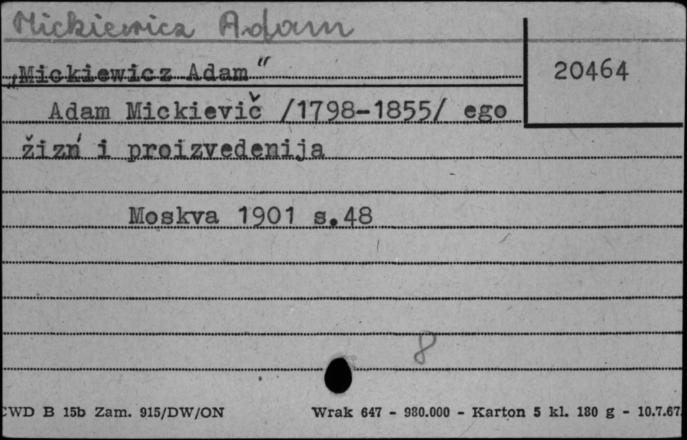 Mickiewicz Adam
„Mickiewicz Adam"
20464
Adam Mickievič /1798-1855/ ego
žizń i proizvedenija
Moskva 1901 s.48
8
CWD B 15b Zam. 915/DW/ON Wrak 647 - 980.000 - Karton 5 kl. 180 g - 10.7.67